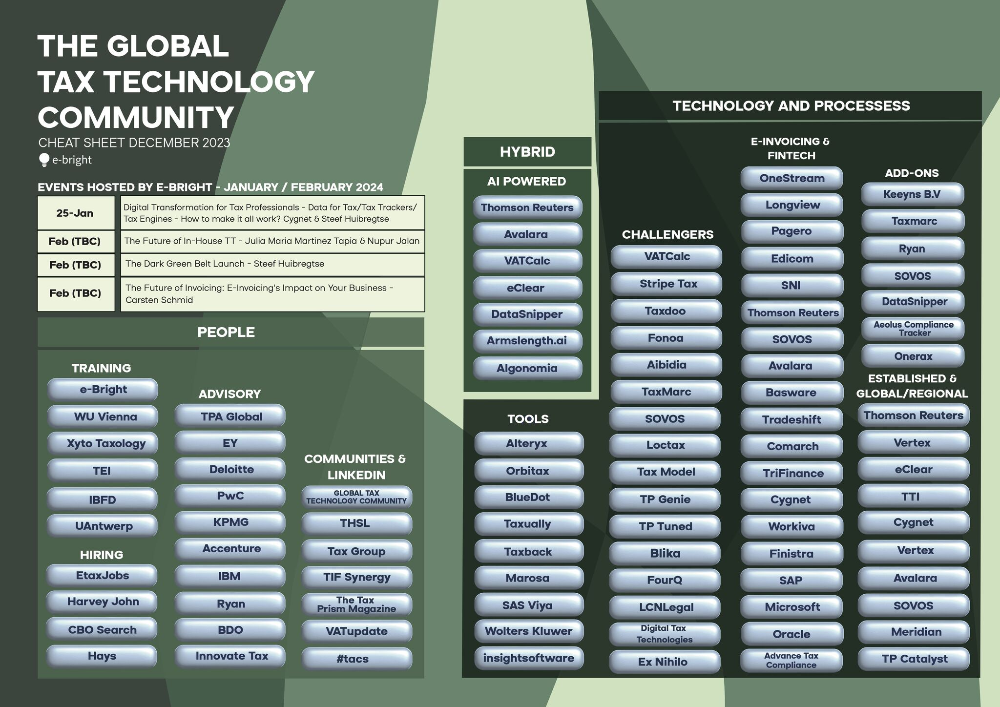 THE GLOBAL
TAX TECHNOLOGY
COMMUNITY
CHEAT SHEET DECEMBER 2023
e-bright
EVENTS HOSTED BY E-BRIGHT - JANUARY / FEBRUARY 2024
25-Jan
Digital Transformation for Tax Professionals - Data for Tax/Tax Trackers/
Tax Engines - How to make it all work? Cygnet & Steef Huibregtse
Feb (TBC)
The Future of In-House TT - Julia Maria Martinez Tapia & Nupur Jalan
Feb (TBC)
The Dark Green Belt Launch - Steef Huibregtse
Feb (TBC)
The Future of Invoicing: E-Invoicing's Impact on Your Business -
Carsten Schmid
PEOPLE
TRAINING
e-Bright
WU Vienna
Xyto Taxology
TEI
IBFD
UAntwerp
HIRING
EtaxJobs
Harvey John
CBO Search
Hays
ADVISORY
TPA Global
EY
Deloitte
PwC
KPMG
Accenture
IBM
Ryan
BDO
Innovate Tax
COMMUNITIES &
LINKEDIN
GLOBAL TAX
TECHNOLOGY COMMUNITY
THSL
Tax Group
TIF Synergy
The Tax
Prism Magazine
VATupdate
#tacs
HYBRID
AI POWERED
Thomson Reuters
Avalara
VATCalc
eClear
DataSnipper
Armslength.ai
Algonomia
TECHNOLOGY AND PROCESSESS
TOOLS
Alteryx
Orbitax
BlueDot
Taxually
Taxback
Marosa
SAS Viya
Wolters Kluwer
insightsoftware
CHALLENGERS
VATCalc
Stripe Tax
Taxdoo
Fonoa
Aibidia
TaxMarc
SOVOS
Loctax
Tax Model
TP Genie
TP Tuned
Blika
FourQ
LCNLegal
Digital Tax
Technologies
Ex Nihilo
E-INVOICING &
FINTECH
OneStream
Longview
Pagero
Edicom
SNI
Thomson Reuters
SOVOS
Avalara
Basware
Tradeshift
Comarch
TriFinance
Cygnet
Workiva
Finistra
SAP
Microsoft
Oracle
Advance Tax
Compliance
ADD-ONS
Keeyns B.V
Taxmarc
Ryan
SOVOS
DataSnipper
Aeolus Compliance
Tracker
Onerax
ESTABLISHED &
GLOBAL/REGIONAL
Thomson Reuters
Vertex
eClear
TTI
Cygnet
Vertex
Avalara
SOVOS
Meridian
TP Catalyst